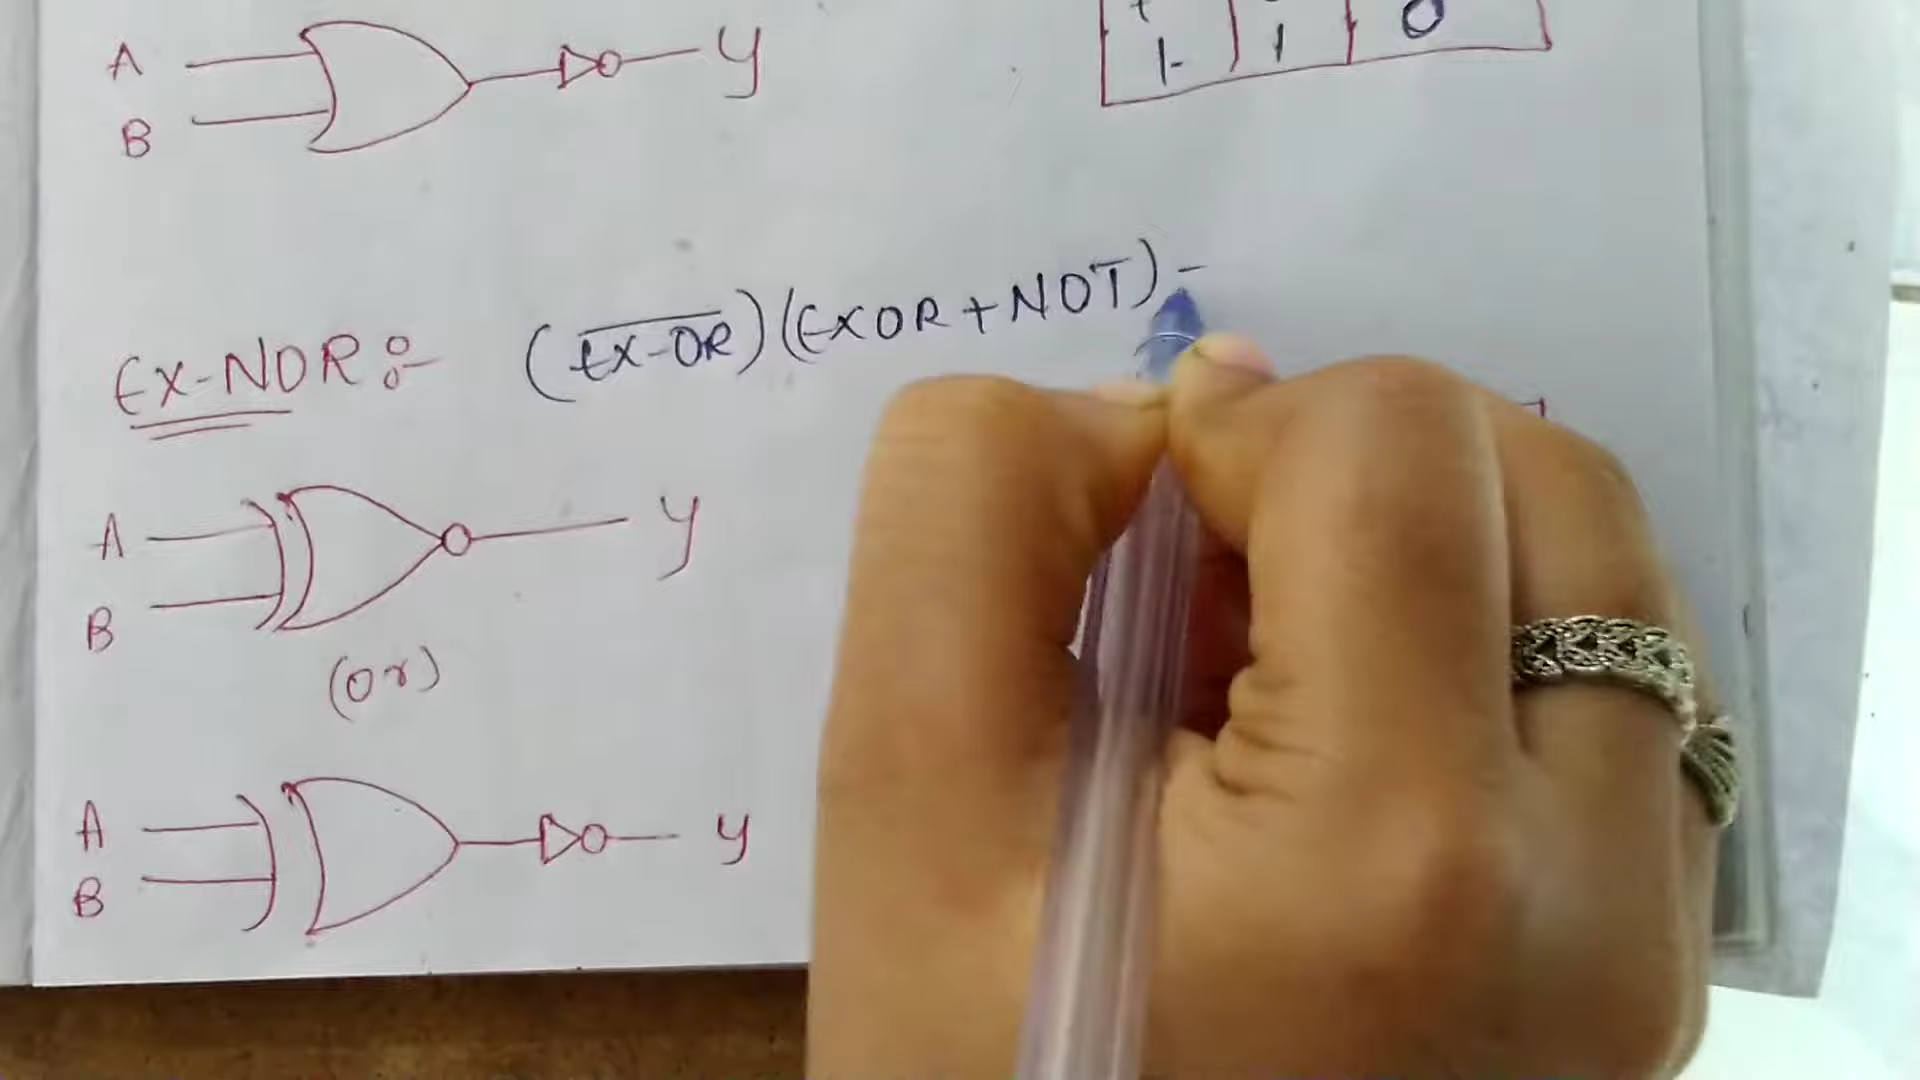 A
B
y
1 1 0
Ex-NOR :- (EX-OR) (EXOR + NOT) -
A
B
y
(Or)
A
B
y